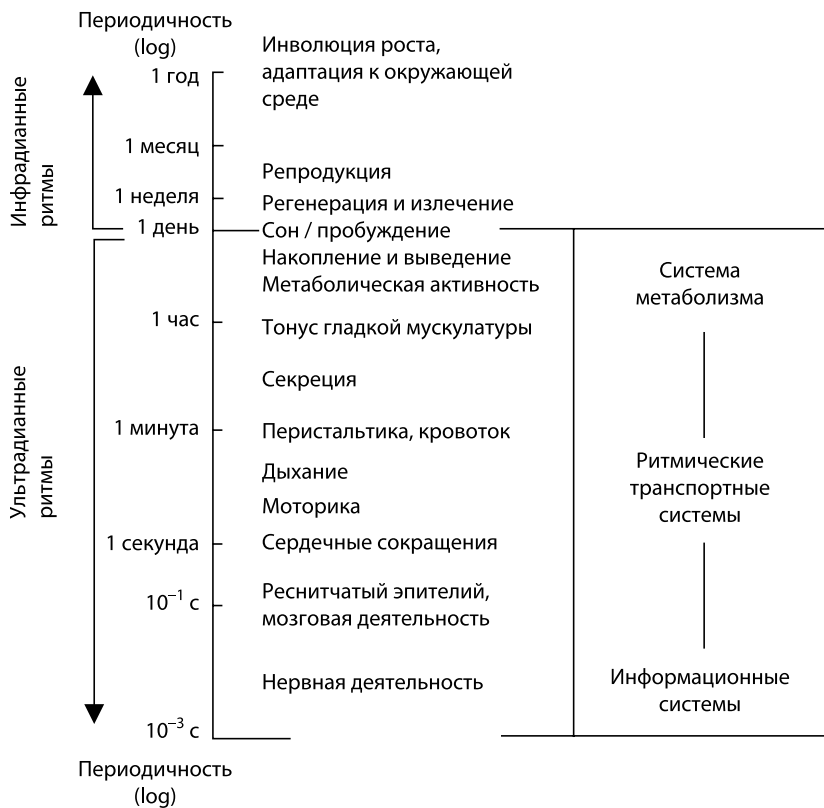 Периодичность
(log)
Инфрадианные
ритмы
Ультрадианные
ритмы
1 год
1 месяц
1 неделя
1 день
1 час
1 минута
1 секунда
10⁻¹ с
10⁻³ с
Периодичность
(log)
Инволюция роста,
адаптация к окружающей
среде
Репродукция
Регенерация и излечение
Сон / пробуждение
Накопление и выведение
Метаболическая активность
Тонус гладкой мускулатуры
Секреция
Перистальтика, кровоток
Дыхание
Моторика
Сердечные сокращения
Реснитчатый эпителий,
мозговая деятельность
Нервная деятельность
Система
метаболизма
Ритмические
транспортные
системы
Информационные
системы